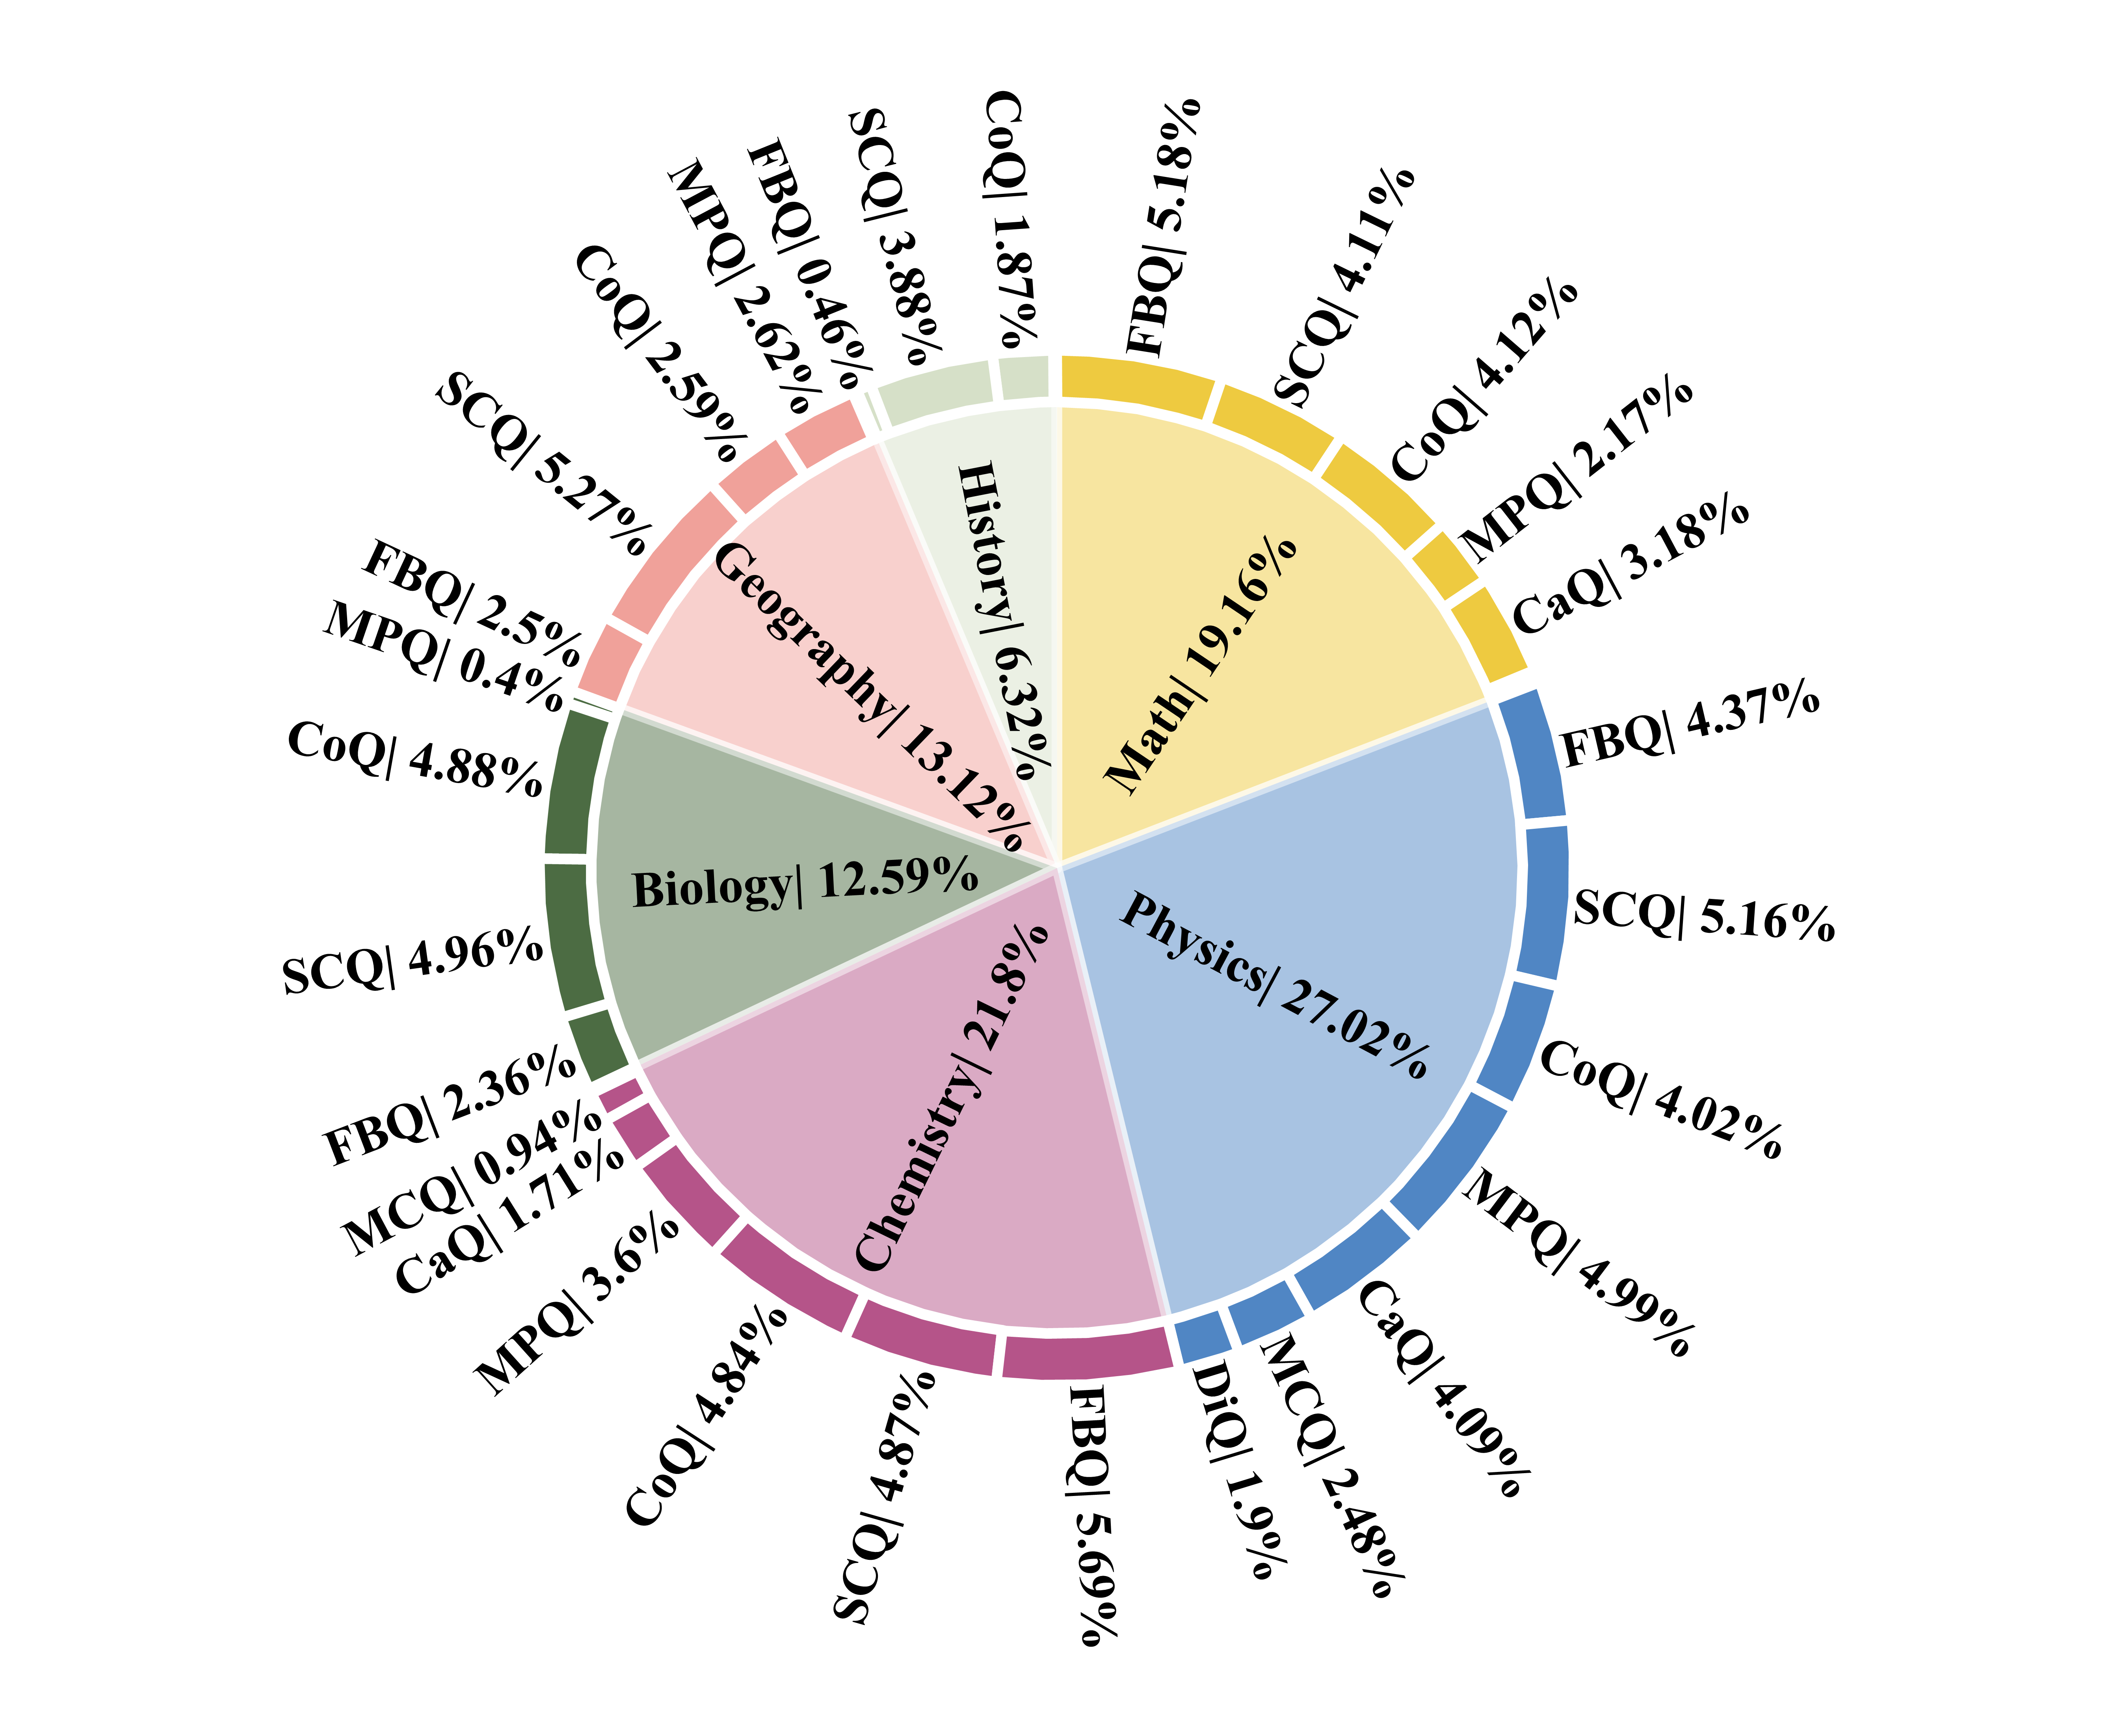 Math| 19.16%
Physics| 27.02%
Chemistry| 21.8%
Biology| 12.59%
Geography| 13.12%
History| 6.32%
FBQ| 5.18%
SCQ| 4.11%
CoQ| 4.12%
MPQ| 2.17%
CaQ| 3.18%
FBQ| 4.37%
SCQ| 5.16%
CoQ| 4.02%
MPQ| 4.99%
CaQ| 4.09%
MCQ| 2.48%
DiQ| 1.9%
FBQ| 5.69%
SCQ| 4.87%
CoQ| 4.84%
MPQ| 3.6%
CaQ| 1.71%
MCQ| 0.94%
FBQ| 2.36%
SCQ| 4.96%
CoQ| 4.88%
MPQ| 0.4%
FBQ| 2.5%
SCQ| 5.27%
CoQ| 2.59%
MPQ| 2.62%
FBQ| 0.46%
SCQ| 3.88%
CoQ| 1.87%